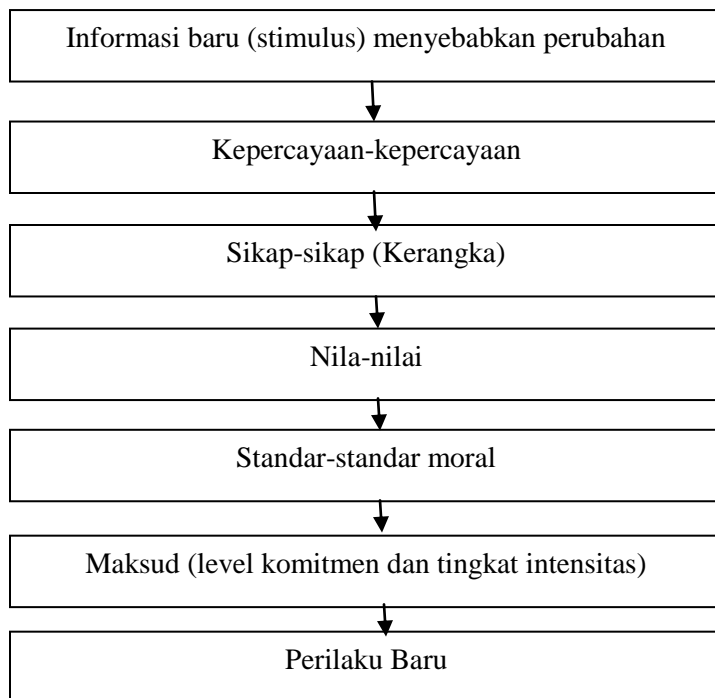 Informasi baru (stimulus) menyebabkan perubahan
Kepercayaan-kepercayaan
Sikap-sikap (Kerangka)
Nila-nilai
Standar-standar moral
Maksud (level komitmen dan tingkat intensitas)
Perilaku Baru